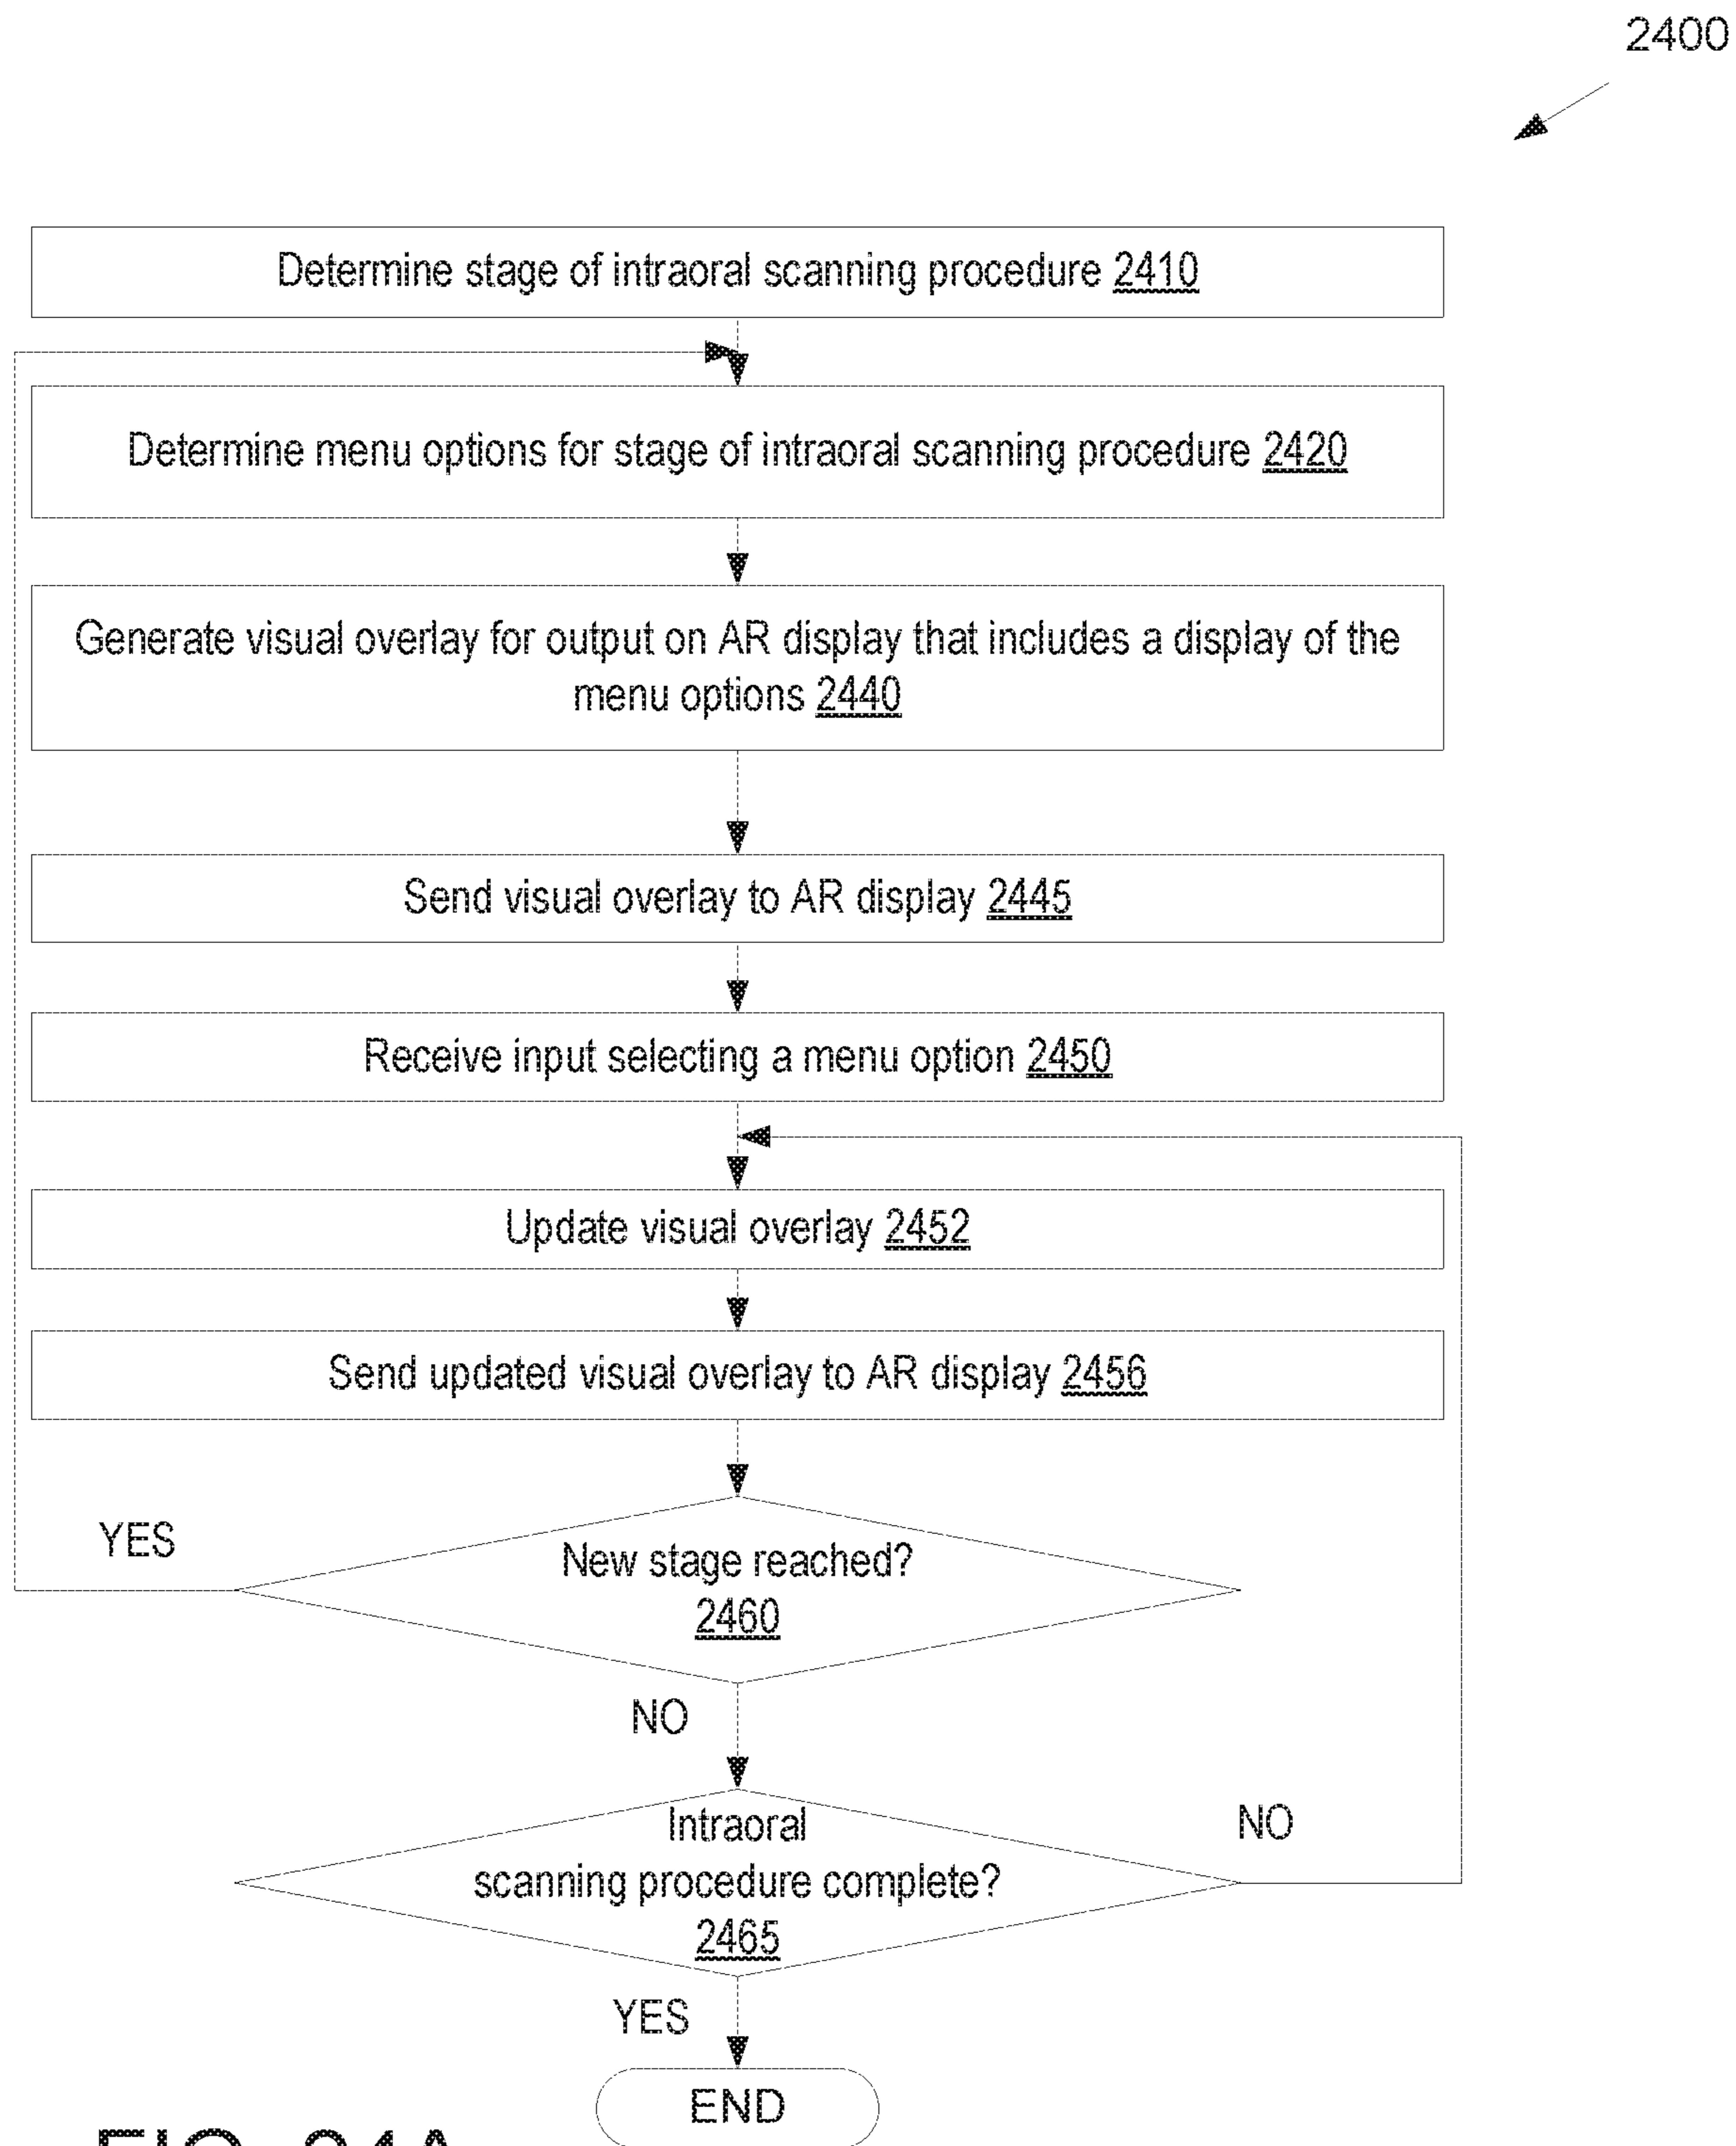 2400
Determine stage of intraoral scanning procedure 2410
Determine menu options for stage of intraoral scanning procedure 2420
Generate visual overlay for output on AR display that includes a display of the
menu options 2440
Send visual overlay to AR display 2445
Receive input selecting a menu option 2450
Update visual overlay 2452
Send updated visual overlay to AR display 2456
YES
New stage reached?
2460
NO
Intraoral
scanning procedure complete?
2465
NO
YES
END
FIG. 24A